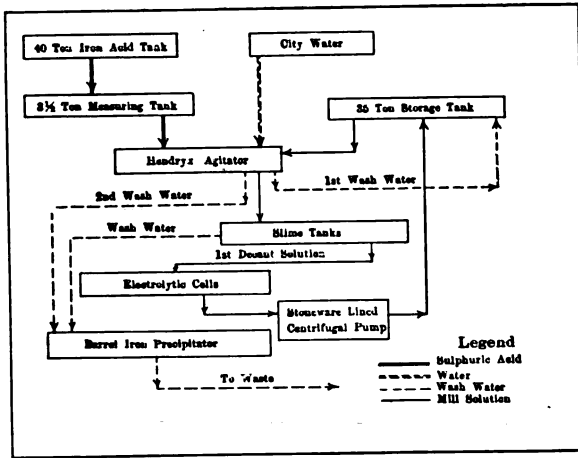 40 Ton Iron Acid Tank
City Water
3½ Ton Measuring Tank
35 Ton Storage Tank
Hendryx Agitator
1st Wash Water
2nd Wash Water
Wash Water
Slime Tanks
1st Decant Solution
Electrolytic Cells
Stoneware Lined
Centrifugal Pump
Barrel Iron Precipitator
To Waste
Legend
Sulphuric Acid
Water
Wash Water
Mill Solution